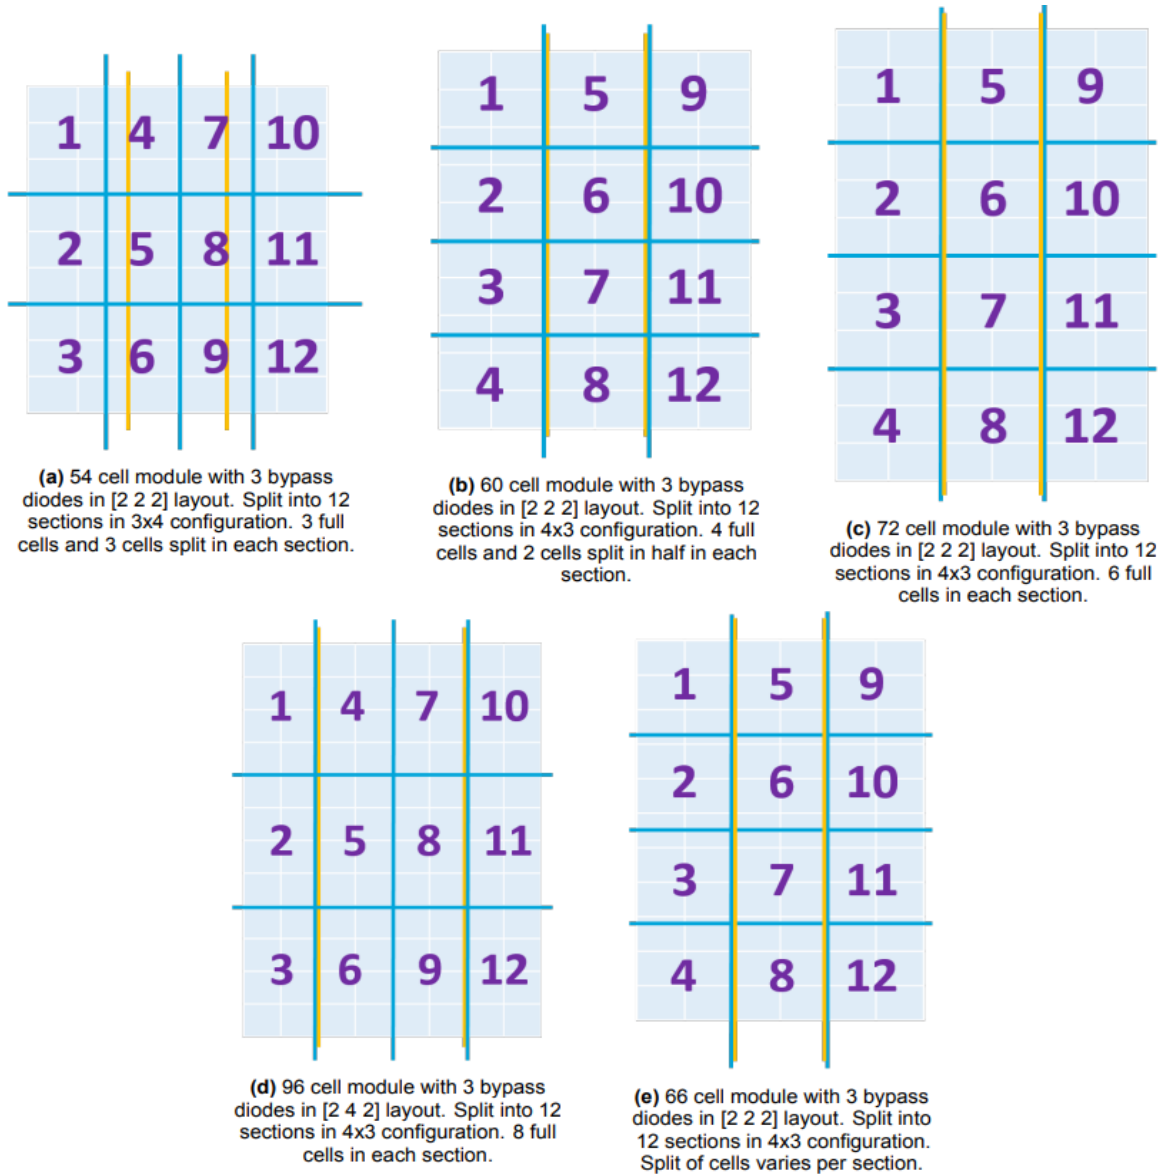 1 4 7 10
2 5 8 11
3 6 9 12
(a) 54 cell module with 3 bypass
diodes in [2 2 2] layout. Split into 12
sections in 3x4 configuration. 3 full
cells and 3 cells split in each section.
1 5 9
2 6 10
3 7 11
4 8 12
(b) 60 cell module with 3 bypass
diodes in [2 2 2] layout. Split into 12
sections in 4x3 configuration. 4 full
cells and 2 cells split in half in each
section.
1 5 9
2 6 10
3 7 11
4 8 12
(c) 72 cell module with 3 bypass
diodes in [2 2 2] layout. Split into 12
sections in 4x3 configuration. 6 full
cells in each section.
1 4 7 10
2 5 8 11
3 6 9 12
(d) 96 cell module with 3 bypass
diodes in [2 4 2] layout. Split into 12
sections in 4x3 configuration. 8 full
cells in each section.
1 5 9
2 6 10
3 7 11
4 8 12
(e) 66 cell module with 3 bypass
diodes in [2 2 2] layout. Split into
12 sections in 4x3 configuration.
Split of cells varies per section.